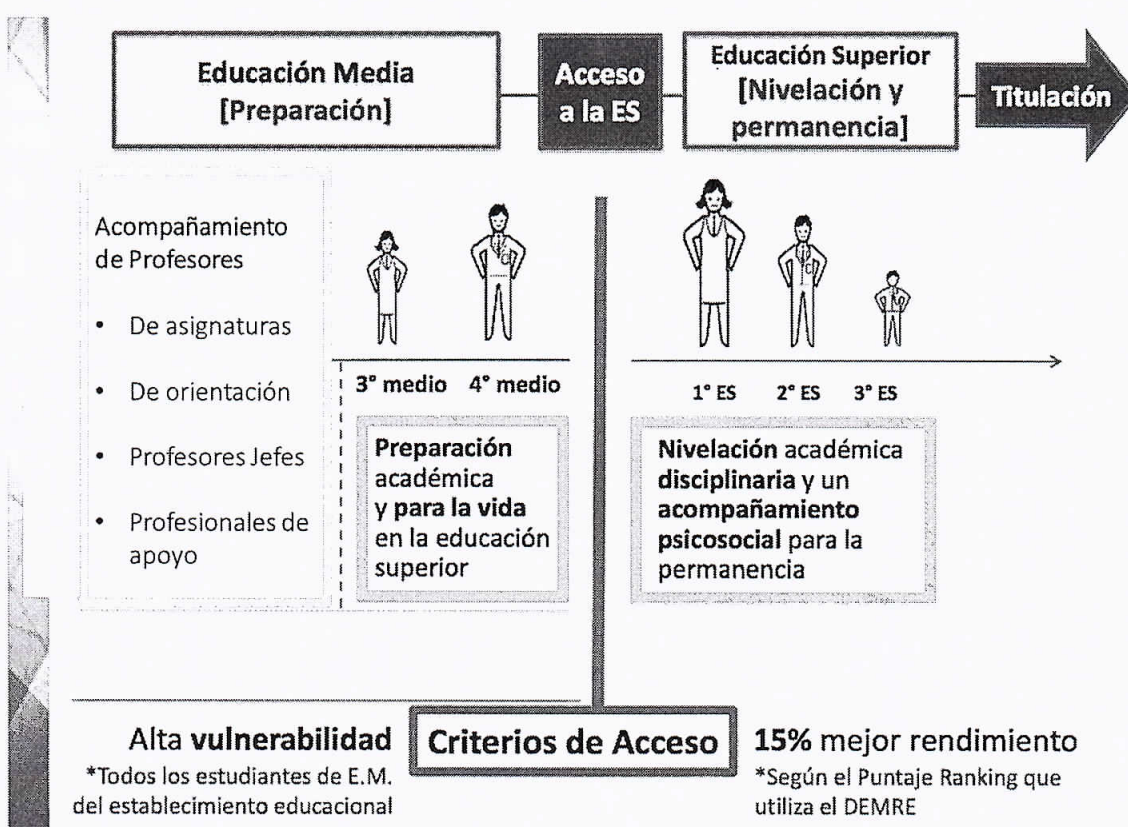 Educación Media
[Preparación]
Acceso
a la ES
Educación Superior
[Nivelación y
permanencia]
Titulación
Acompañamiento
de Profesores
• De asignaturas
• De orientación
• Profesores Jefes
• Profesionales de
apoyo
3° medio 4° medio
Preparación
académica
y para la vida
en la educación
superior
1° ES 2° ES 3° ES
Nivelación académica
disciplinaria y un
acompañamiento
psicosocial para la
permanencia
Alta vulnerabilidad
*Todos los estudiantes de E.M.
del establecimiento educacional
Criterios de Acceso
15% mejor rendimiento
*Según el Puntaje Ranking que
utiliza el DEMRE